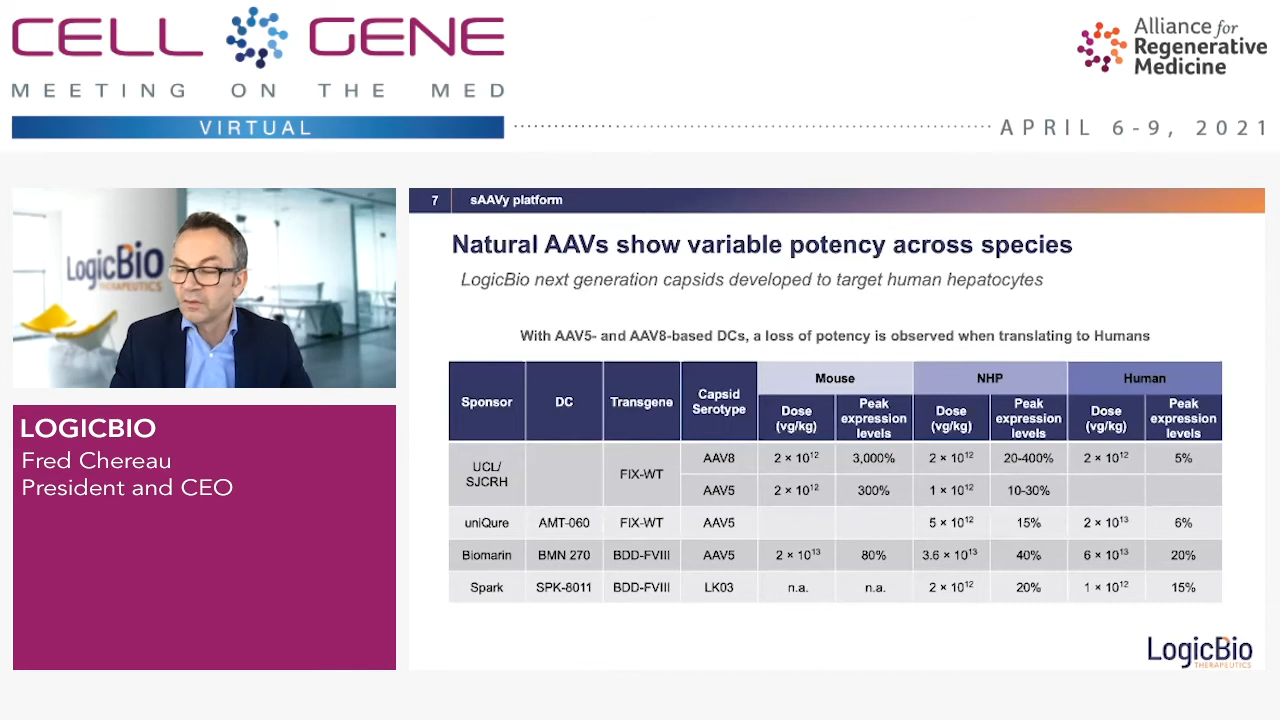 CELL GENE
MEETING ON THE MED
VIRTUAL
APRIL 6-9, 2021
Alliance for
Regenerative
Medicine
LogicBio
THERAPEUTICS
LOGICBIO
Fred Chereau
President and CEO
7 sAAVy platform
Natural AAVs show variable potency across species
LogicBio next generation capsids developed to target human hepatocytes
With AAV5- and AAV8-based DCs, a loss of potency is observed when translating to Humans
Sponsor DC Transgene Capsid Serotype Mouse NHP Human
Dose (vg/kg) Peak expression levels Dose (vg/kg) Peak expression levels Dose (vg/kg) Peak expression levels
UCL/SJCRH FIX-WT AAV8 2 × 10¹² 3,000% 2 × 10¹² 20-400% 2 × 10¹² 5%
AAV5 2 × 10¹² 300% 1 × 10¹² 10-30%
uniQure AMT-060 FIX-WT AAV5 5 × 10¹² 15% 2 × 10¹³ 6%
Biomarin BMN 270 BDD-FVIII AAV5 2 × 10¹³ 80% 3.6 × 10¹³ 40% 6 × 10¹³ 20%
Spark SPK-8011 BDD-FVIII LK03 n.a. n.a. 2 × 10¹² 20% 1 × 10¹² 15%
LogicBio
THERAPEUTICS